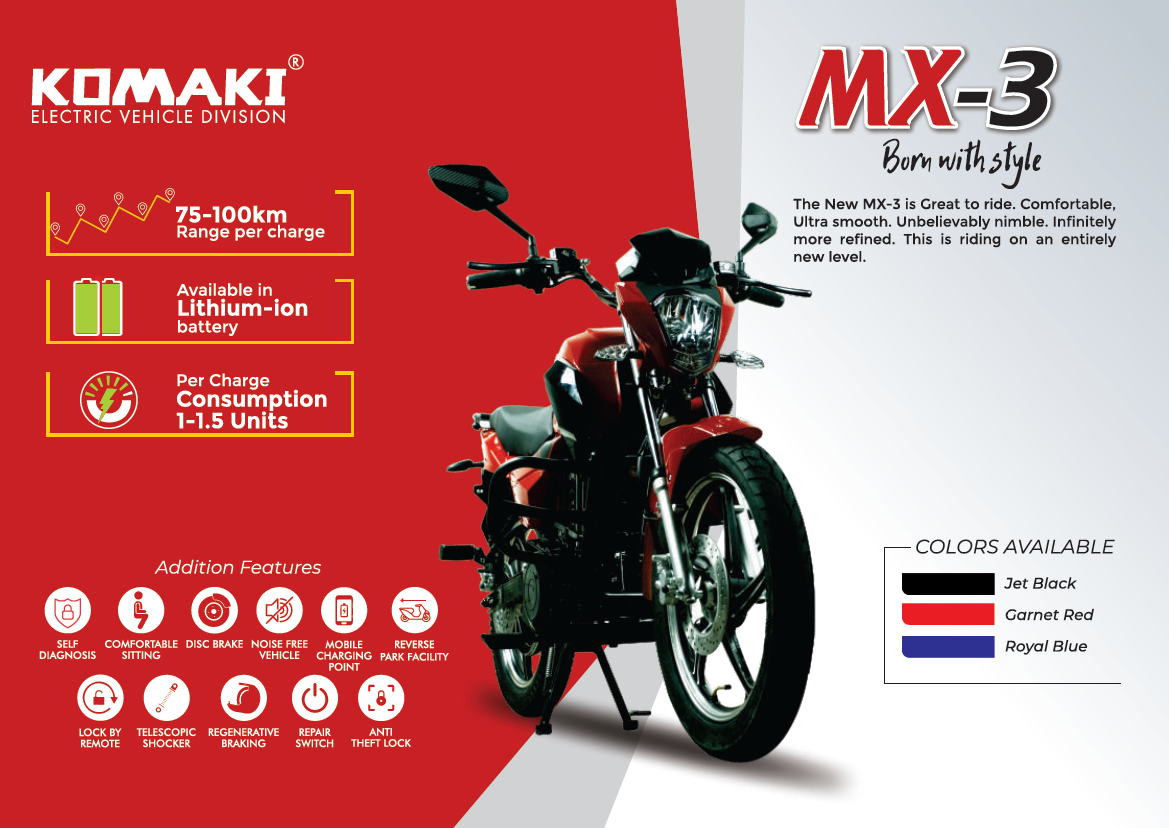 KOMAKI®
ELECTRIC VEHICLE DIVISION
75-100km
Range per charge
Available in
Lithium-ion
battery
Per Charge
Consumption
1-1.5 Units
Addition Features
SELF
DIAGNOSIS
COMFORTABLE
SITTING
DISC BRAKE
NOISE FREE
VEHICLE
MOBILE
CHARGING
POINT
REVERSE
PARK FACILITY
LOCK BY
REMOTE
TELESCOPIC
SHOCKER
REGENERATIVE
BRAKING
REPAIR
SWITCH
ANTI
THEFT LOCK
MX-3
Born with style
The New MX-3 is Great to ride. Comfortable,
Ultra smooth. Unbelievably nimble. Infinitely
more refined. This is riding on an entirely
new level.
COLORS AVAILABLE
Jet Black
Garnet Red
Royal Blue